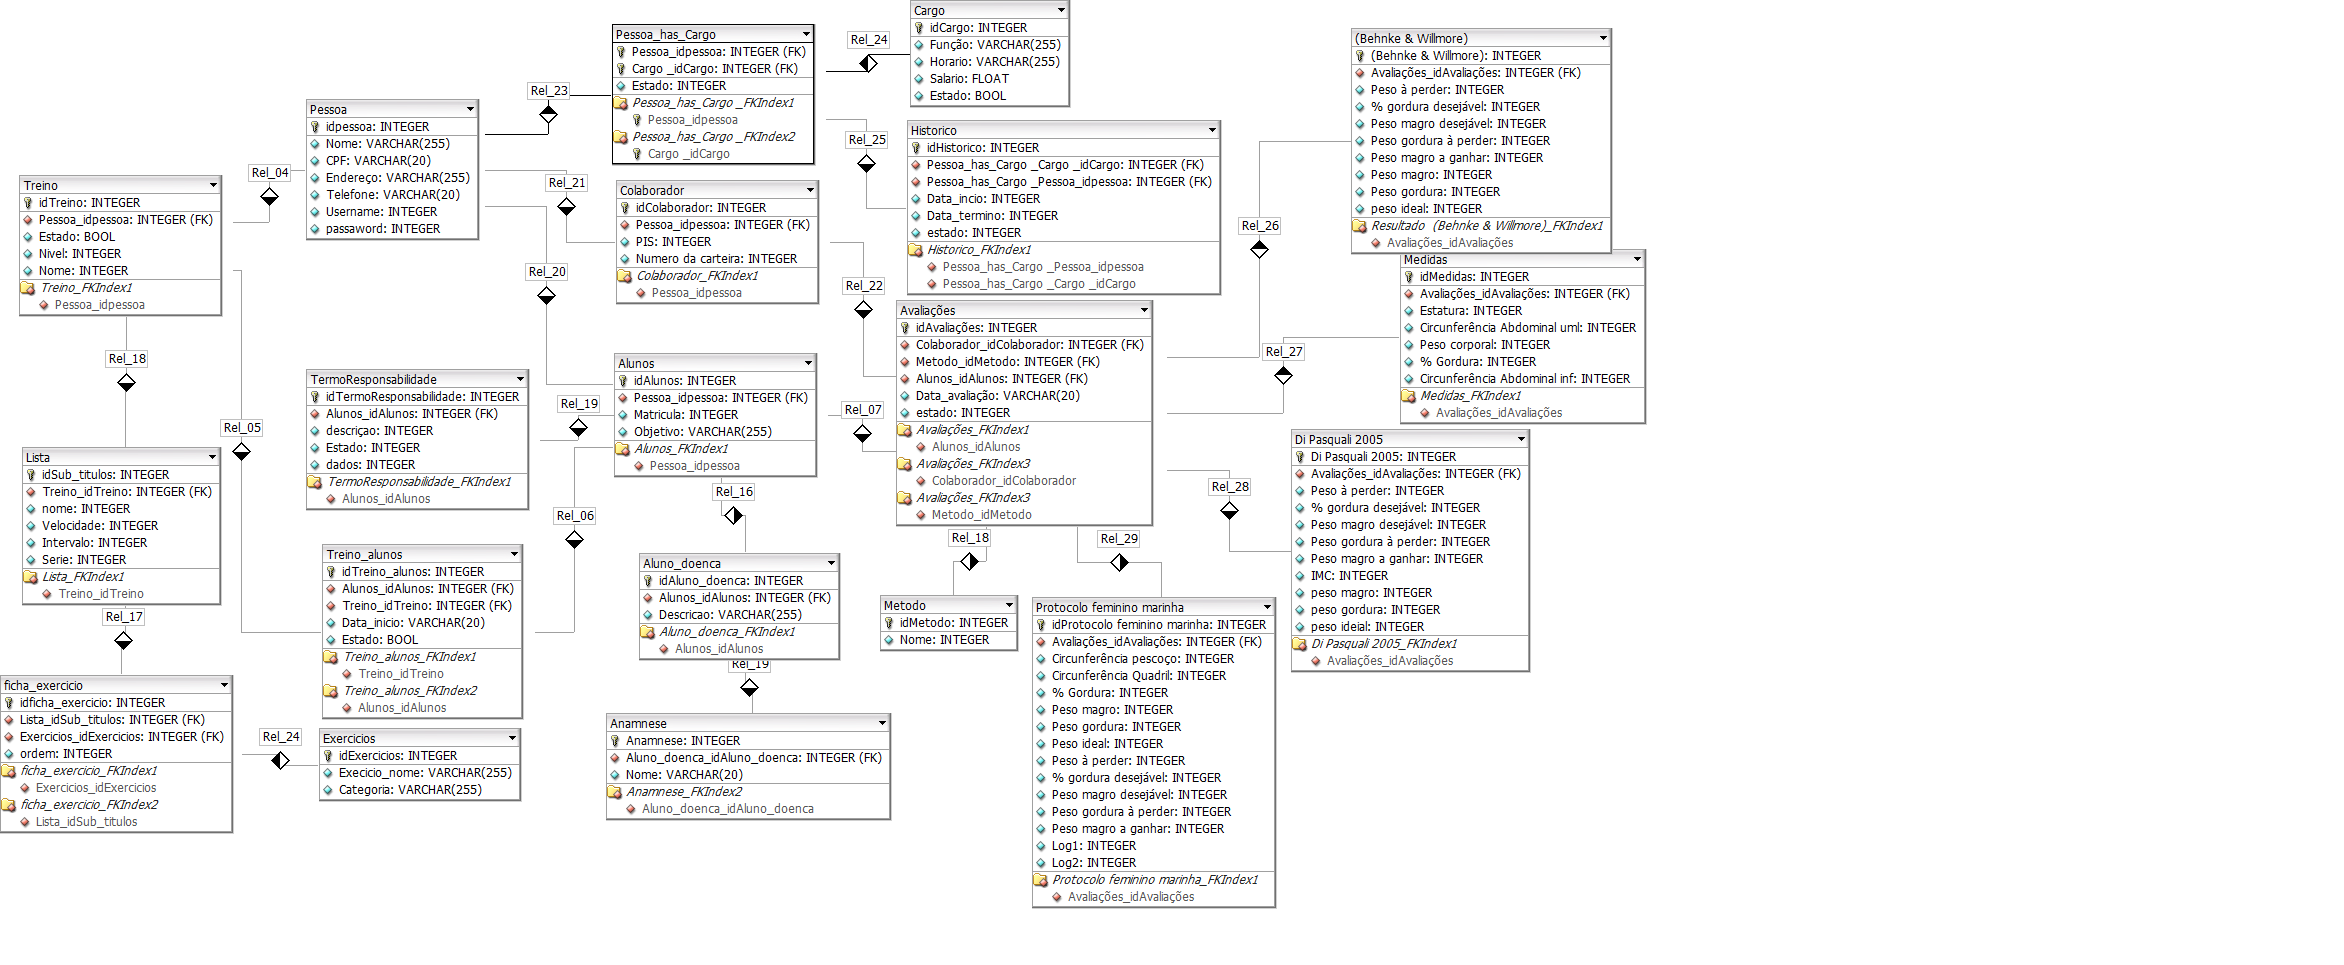 Treino
idTreino: INTEGER
Pessoa_idpessoa: INTEGER (FK)
Estado: BOOL
Nivel: INTEGER
Nome: INTEGER
Treino_FKIndex1
Pessoa_idpessoa
Rel_18
Lista
idSub_titulos: INTEGER
Treino_idTreino: INTEGER (FK)
nome: INTEGER
Velocidade: INTEGER
Intervalo: INTEGER
Serie: INTEGER
Lista_FKIndex1
Treino_idTreino
Rel_17
ficha_exercicio
idficha_exercicio: INTEGER
Lista_idSub_titulos: INTEGER (FK)
Exercicios_idExercicios: INTEGER (FK)
ordem: INTEGER
ficha_exercicio_FKIndex1
Exercicios_idExercicios
ficha_exercicio_FKIndex2
Lista_idSub_titulos
Rel_04
Rel_05
Rel_24
Pessoa
idpessoa: INTEGER
Nome: VARCHAR(255)
CPF: VARCHAR(20)
Endereço: VARCHAR(255)
Telefone: VARCHAR(20)
Username: INTEGER
passaword: INTEGER
TermoResponsabilidade
idTermoResponsabilidade: INTEGER
Alunos_idAlunos: INTEGER (FK)
descriçao: INTEGER
Estado: INTEGER
dados: INTEGER
TermoResponsabilidade_FKIndex1
Alunos_idAlunos
Treino_alunos
idTreino_alunos: INTEGER
Alunos_idAlunos: INTEGER (FK)
Treino_idTreino: INTEGER (FK)
Data_inicio: VARCHAR(20)
Estado: BOOL
Treino_alunos_FKIndex1
Treino_idTreino
Treino_alunos_FKIndex2
Alunos_idAlunos
Exercicios
idExercicios: INTEGER
Execicio_nome: VARCHAR(255)
Categoria: VARCHAR(255)
Rel_23
Rel_21
Rel_20
Rel_19
Rel_06
Pessoa_has_Cargo
Pessoa_idpessoa: INTEGER (FK)
Cargo _idCargo: INTEGER (FK)
Estado: INTEGER
Pessoa_has_Cargo _FKIndex1
Pessoa_idpessoa
Pessoa_has_Cargo _FKIndex2
Cargo _idCargo
Colaborador
idColaborador: INTEGER
Pessoa_idpessoa: INTEGER (FK)
PIS: INTEGER
Numero da carteira: INTEGER
Colaborador_FKIndex1
Pessoa_idpessoa
Alunos
idAlunos: INTEGER
Pessoa_idpessoa: INTEGER (FK)
Matricula: INTEGER
Objetivo: VARCHAR(255)
Alunos_FKIndex1
Pessoa_idpessoa
Rel_16
Aluno_doenca
idAluno_doenca: INTEGER
Alunos_idAlunos: INTEGER (FK)
Descricao: VARCHAR(255)
Aluno_doenca_FKIndex1
Alunos_idAlunos
Rel_19
Anamnese
Anamnese: INTEGER
Aluno_doenca_idAluno_doenca: INTEGER (FK)
Nome: VARCHAR(20)
Anamnese_FKIndex2
Aluno_doenca_idAluno_doenca
Rel_24
Rel_25
Rel_22
Rel_07
Cargo
idCargo: INTEGER
Função: VARCHAR(255)
Horario: VARCHAR(255)
Salario: FLOAT
Estado: BOOL
Historico
idHistorico: INTEGER
Pessoa_has_Cargo _Cargo _idCargo: INTEGER (FK)
Pessoa_has_Cargo _Pessoa_idpessoa: INTEGER (FK)
Data_incio: INTEGER
Data_termino: INTEGER
estado: INTEGER
Historico_FKIndex1
Pessoa_has_Cargo _Pessoa_idpessoa
Pessoa_has_Cargo _Cargo _idCargo
Avaliações
idAvaliações: INTEGER
Colaborador_idColaborador: INTEGER (FK)
Metodo_idMetodo: INTEGER (FK)
Alunos_idAlunos: INTEGER (FK)
Data_avaliação: VARCHAR(20)
estado: INTEGER
Avaliações_FKIndex1
Alunos_idAlunos
Avaliações_FKIndex3
Colaborador_idColaborador
Avaliações_FKIndex3
Metodo_idMetodo
Rel_18
Rel_29
Metodo
idMetodo: INTEGER
Nome: INTEGER
Protocolo feminino marinha
idProtocolo feminino marinha: INTEGER
Avaliações_idAvaliações: INTEGER (FK)
Circunferência pescoço: INTEGER
Circunferência Quadril: INTEGER
% Gordura: INTEGER
Peso magro: INTEGER
Peso gordura: INTEGER
Peso ideal: INTEGER
Peso à perder: INTEGER
% gordura desejável: INTEGER
Peso magro desejável: INTEGER
Peso gordura à perder: INTEGER
Peso magro a ganhar: INTEGER
Log1: INTEGER
Log2: INTEGER
Protocolo feminino marinha_FKIndex1
Avaliações_idAvaliações
Rel_26
Rel_27
Rel_28
(Behnke & Willmore)
(Behnke & Willmore): INTEGER
Avaliações_idAvaliações: INTEGER (FK)
Peso à perder: INTEGER
% gordura desejável: INTEGER
Peso magro desejável: INTEGER
Peso gordura à perder: INTEGER
Peso magro a ganhar: INTEGER
Peso magro: INTEGER
Peso gordura: INTEGER
peso ideal: INTEGER
Resultado  (Behnke & Willmore)_FKIndex1
Avaliações_idAvaliações
Medidas
idMedidas: INTEGER
Avaliações_idAvaliações: INTEGER (FK)
Estatura: INTEGER
Circunferência Abdominal uml: INTEGER
Peso corporal: INTEGER
% Gordura: INTEGER
Circunferência Abdominal inf: INTEGER
Medidas_FKIndex1
Avaliações_idAvaliações
Di Pasquali 2005
Di Pasquali 2005: INTEGER
Avaliações_idAvaliações: INTEGER (FK)
Peso à perder: INTEGER
% gordura desejável: INTEGER
Peso magro desejável: INTEGER
Peso gordura à perder: INTEGER
Peso magro a ganhar: INTEGER
IMC: INTEGER
peso magro: INTEGER
peso gordura: INTEGER
peso ideial: INTEGER
Di Pasquali 2005_FKIndex1
Avaliações_idAvaliações